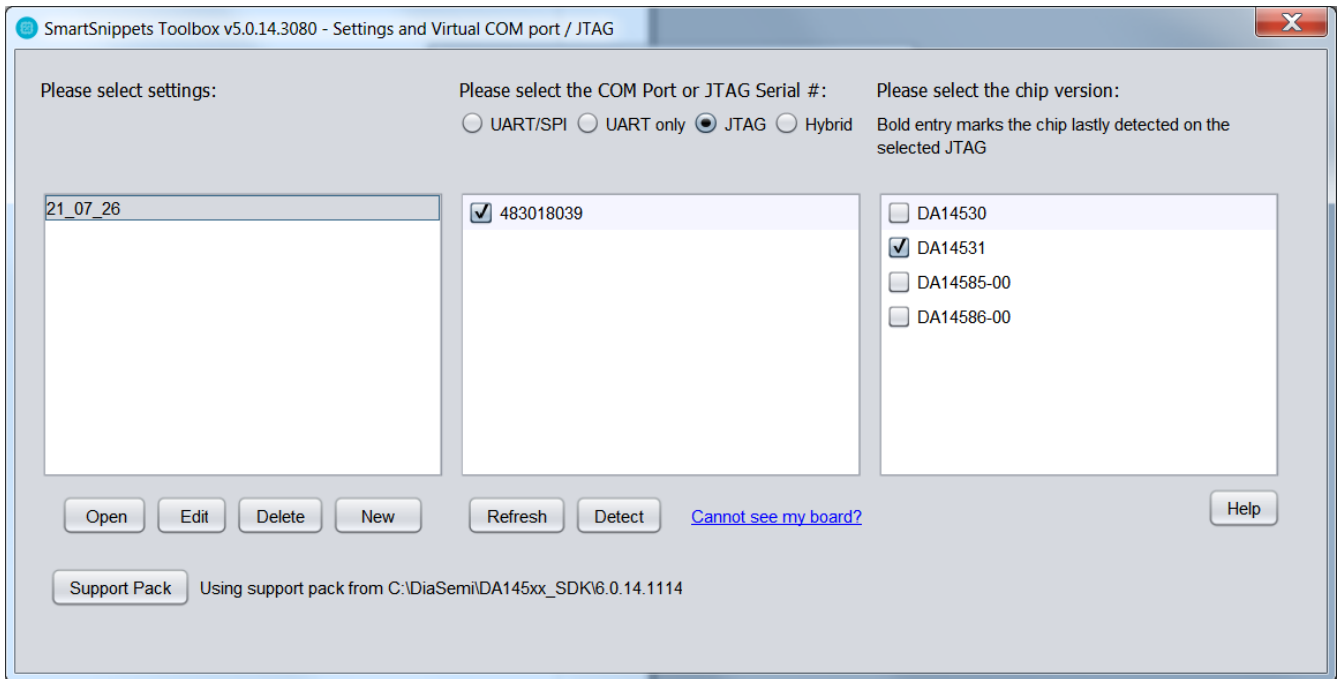 SmartSnippets Toolbox v5.0.14.3080 - Settings and Virtual COM port / JTAG
Please select settings:
Please select the COM Port or JTAG Serial #:
Please select the chip version:
UART/SPI
UART only
JTAG
Hybrid
Bold entry marks the chip lastly detected on the
selected JTAG
21_07_26
483018039
DA14530
DA14531
DA14585-00
DA14586-00
Open
Edit
Delete
New
Refresh
Detect
Cannot see my board?
Help
Support Pack
Using support pack from C:\DiaSemi\DA145xx_SDK\6.0.14.1114